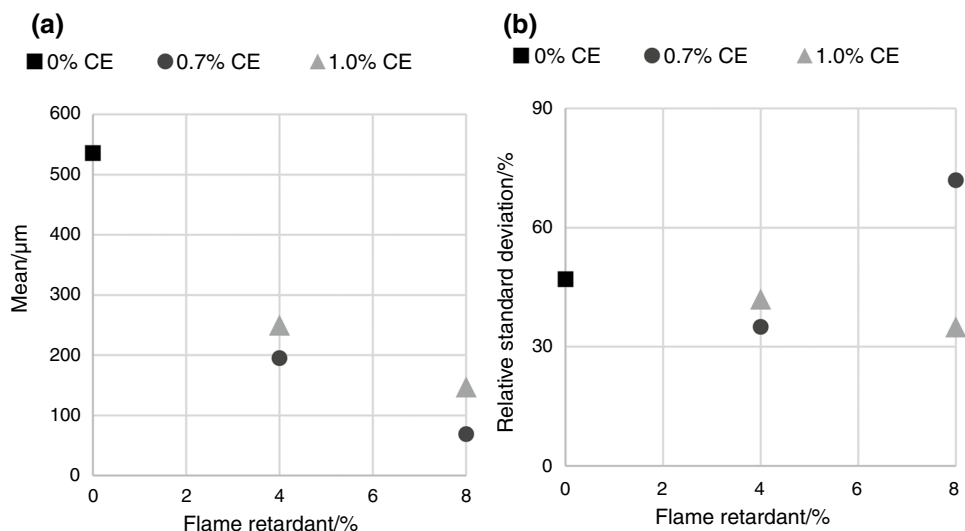 (a)
0% CE 0.7% CE 1.0% CE
600
500
400
300
200
100
0
Mean/µm
0 2 4 6 8
Flame retardant/%
(b)
0% CE 0.7% CE 1.0% CE
90
60
30
0
Relative standard deviation/%
0 2 4 6 8
Flame retardant/%